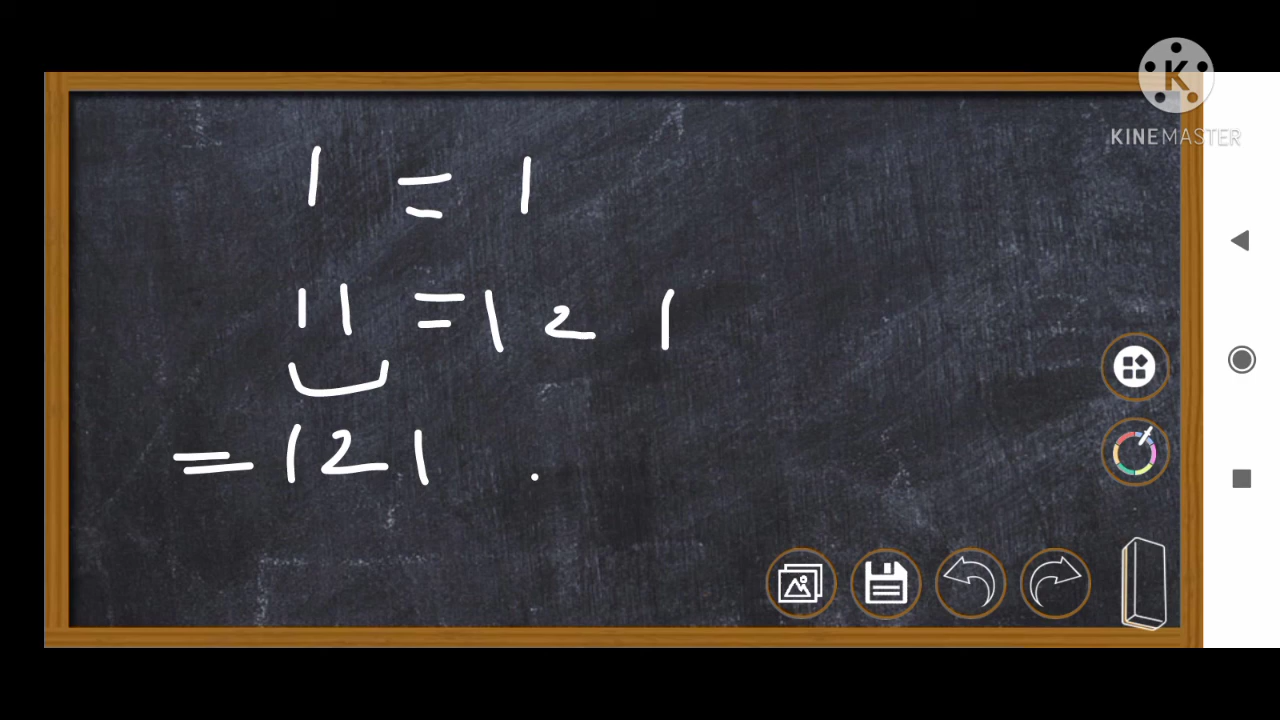 K
KINEMASTER
1 = 1
11 = 1 2 1
= 121 .